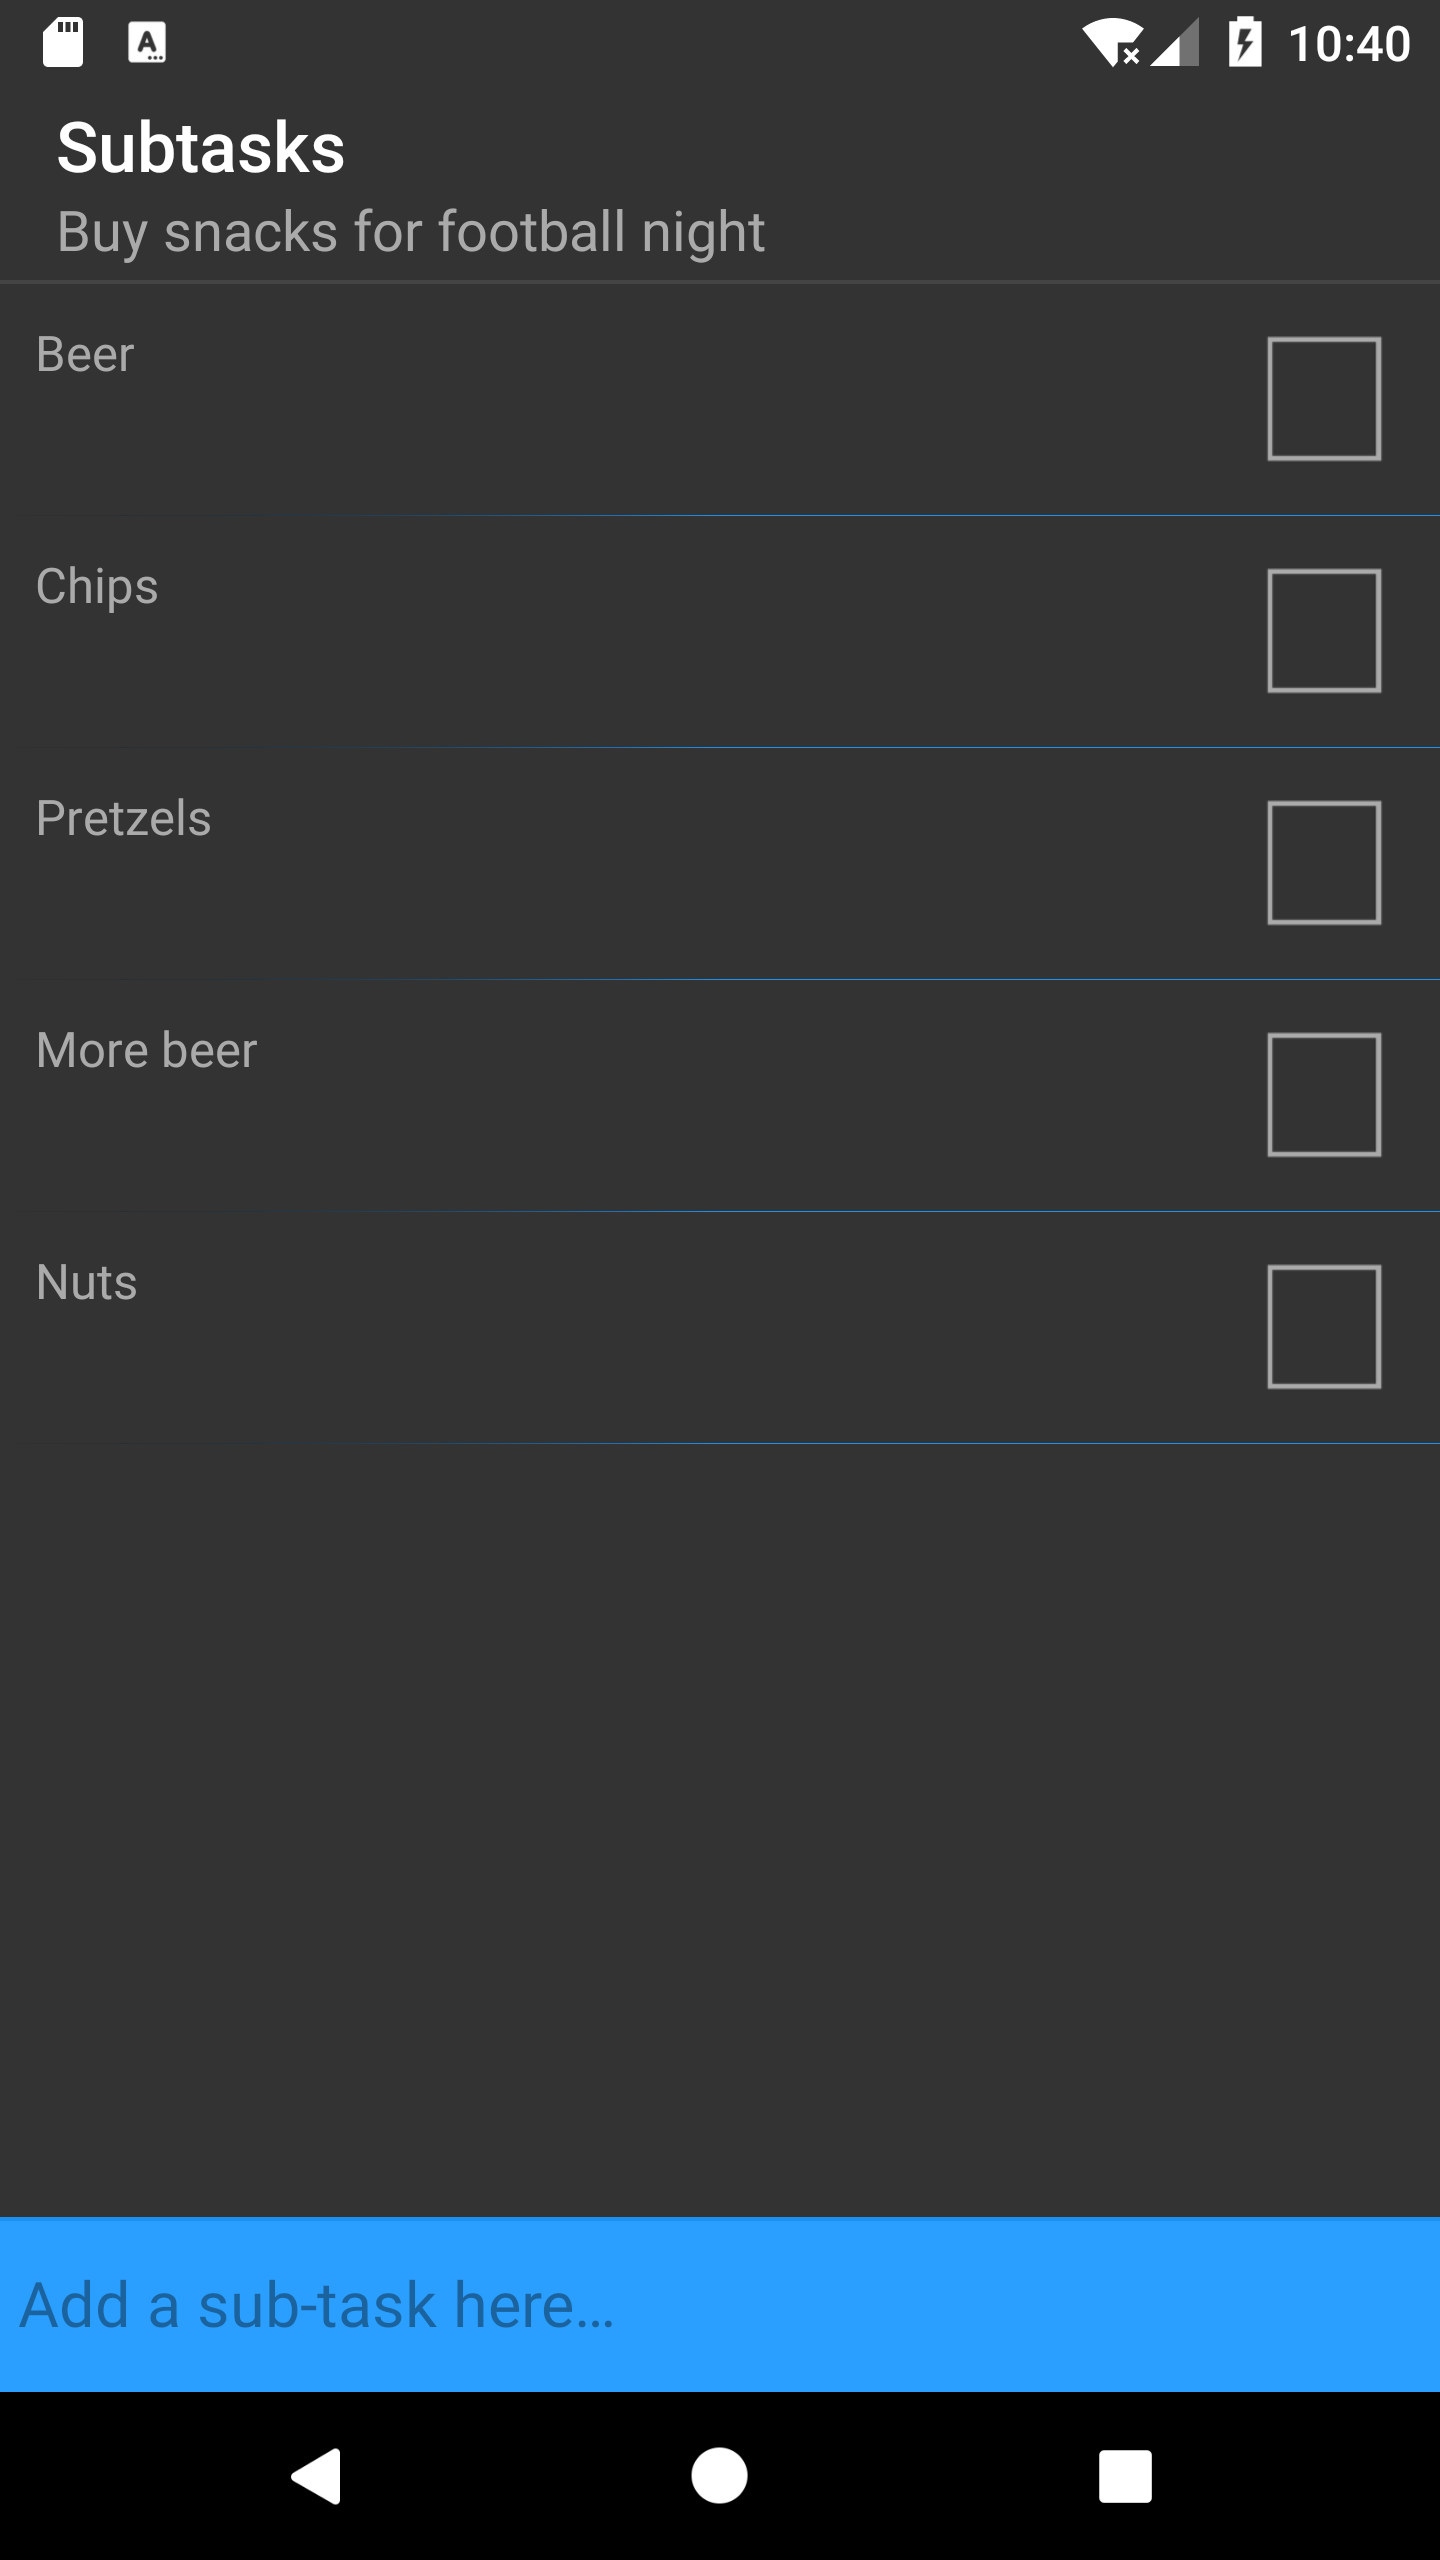 10:40
Subtasks
Buy snacks for football night
Beer
Chips
Pretzels
More beer
Nuts
Add a sub-task here…